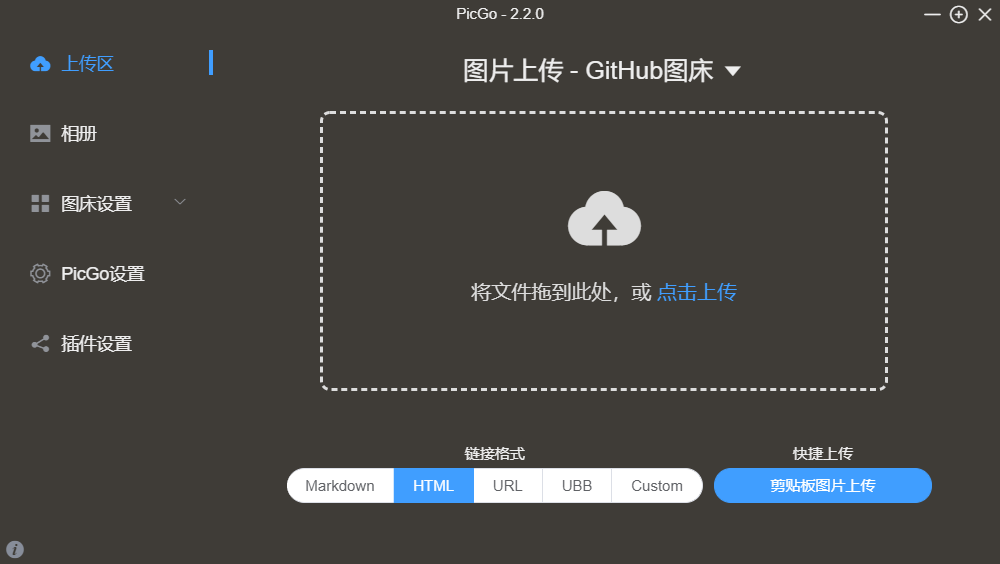 PicGo - 2.2.0
上传区
相册
图床设置
PicGo设置
插件设置
图片上传 - GitHub图床
将文件拖到此处，或 点击上传
链接格式
Markdown HTML URL UBB Custom
快捷上传
剪贴板图片上传